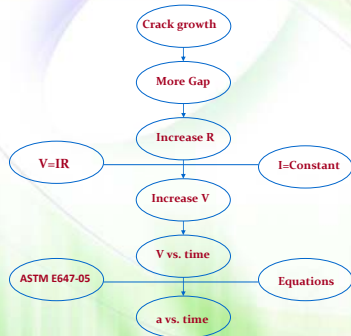 Crack growth
More Gap
Increase R
V=IR
I=Constant
Increase V
V vs. time
ASTM E647-05
Equations
a vs. time